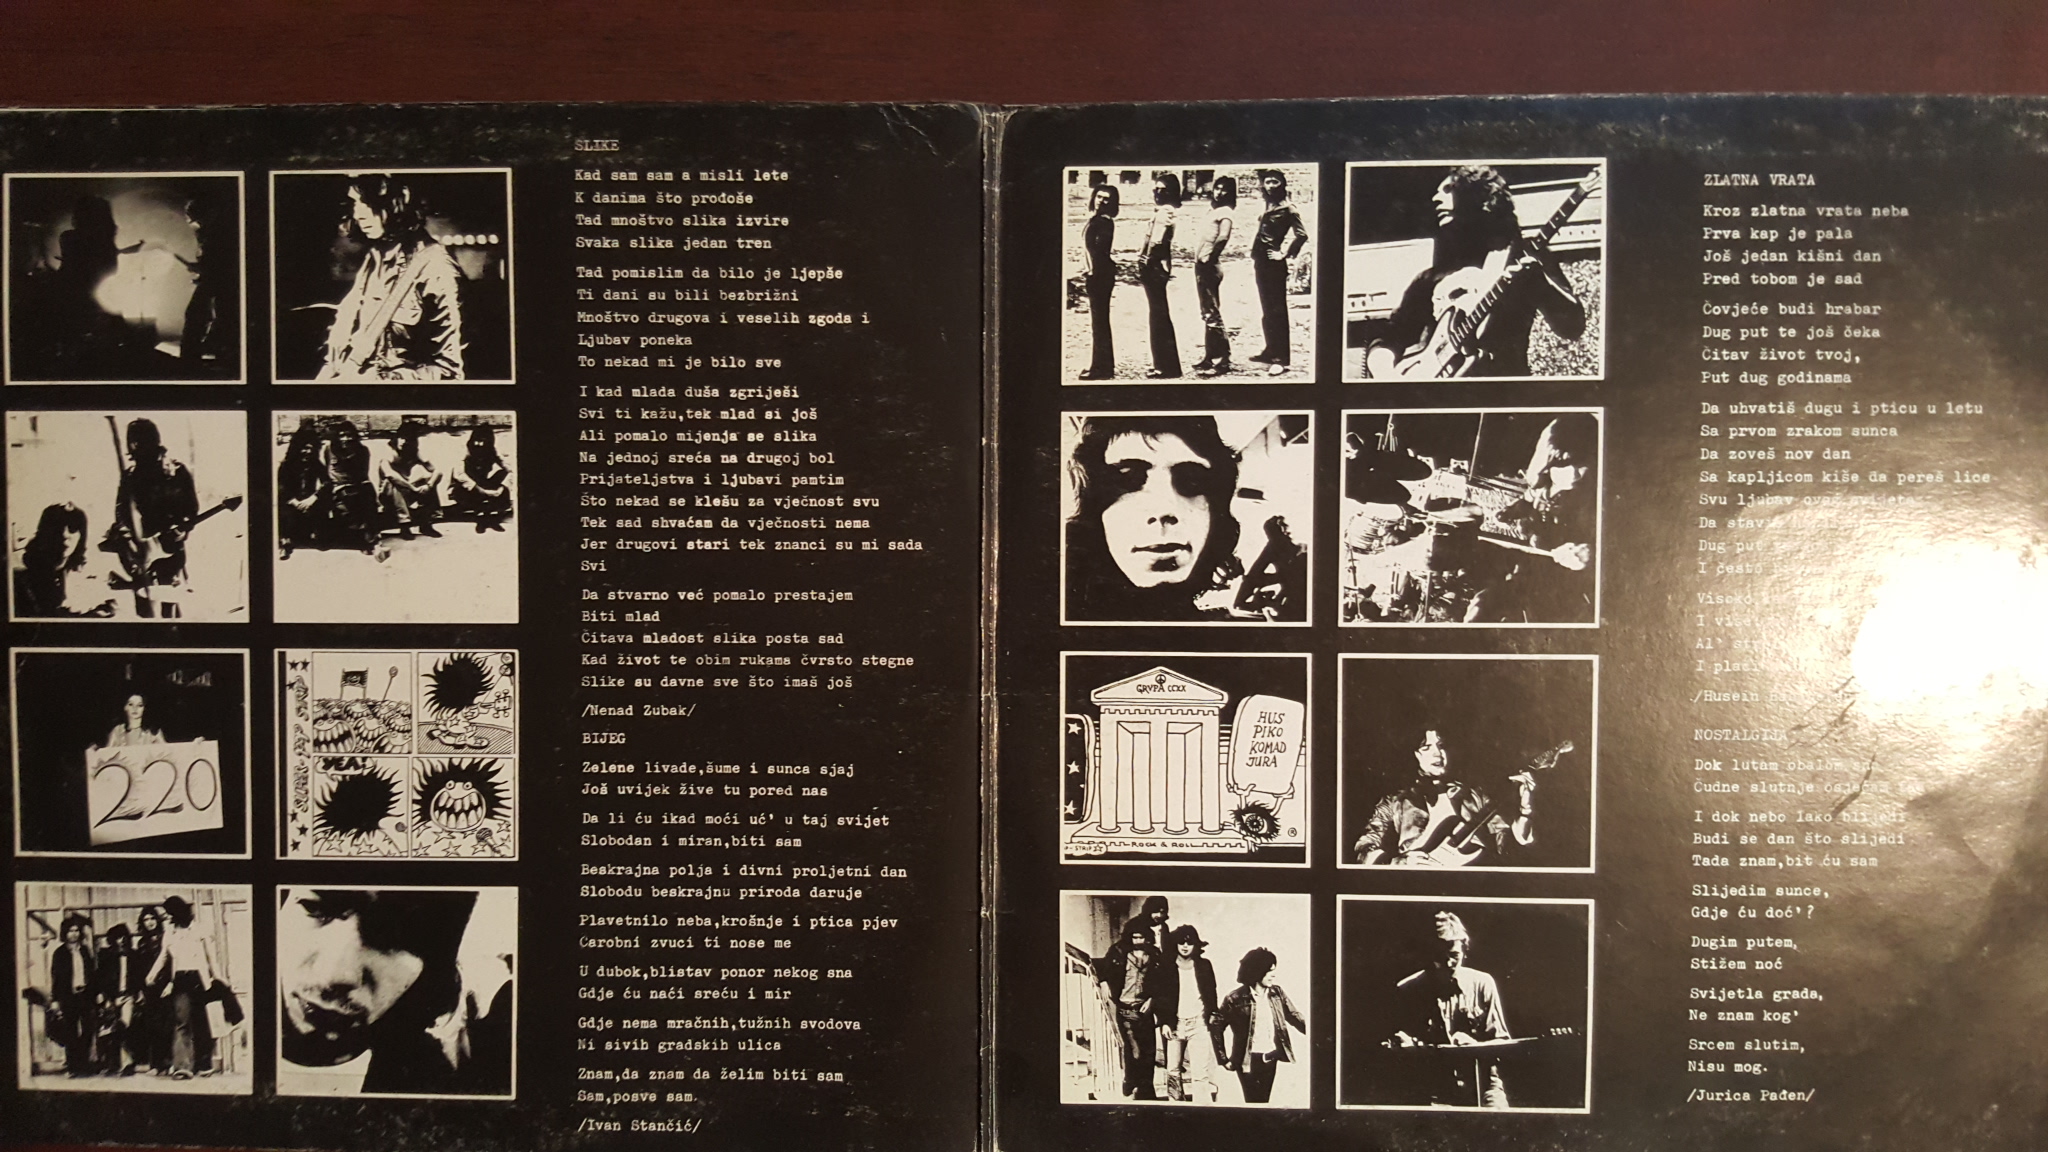 SLIKE
Kad sam sam a misli lete
K danima što prođoše
Tad mnoštvo slika izvire
Svaka slika jedan tren
Tad pomislim da bilo je ljepše
Ti dani su bili bezbrižni
Mnoštvo drugova i veselih zgoda i
Ljubav poneka
To nekad mi je bilo sve
I kad mlada duša zgriješi
Svi ti kažu,tek mlad si još
Ali pomalo mijenja se slika
Na jednoj sreća na drugoj bol
Prijateljstva i ljubavi pamtim
Što nekad se klešu za vječnost svu
Tek sad shvaćam da vječnosti nema
Jer drugovi stari tek znanci su mi sada
Svi
Da stvarno već pomalo prestajem
Biti mlad
Čitava mladost slika posta sad
Kad život te obim rukama čvrsto stegne
Slike su davne sve što imaš još
/Nenad Zubak/
BIJEG
Zelene livade,šume i sunca sjaj
Još uvijek žive tu pored nas
Da li ću ikad moći uć' u taj svijet
Slobodan i miran,biti sam
Beskrajna polja i divni proljetni dan
Slobodu beskrajnu priroda daruje
Plavetnilo neba,krošnje i ptica pjev
Čarobni zvuci ti nose me
U dubok,blistav ponor nekog sna
Gdje ću naći sreću i mir
Gdje nema mračnih,tužnih svodova
Ni sivih gradskih ulica
Znam,da znam da želim biti sam
Sam,posve sam.
/Ivan Stančić/
220
YEA!
GRVPA CCXX
HUS
PIKO
KOMAD
JURA
ROCK & ROLL
ZLATNA VRATA
Kroz zlatna vrata neba
Prva kap je pala
Još jedan kišni dan
Pred tobom je sad
Čovječe budi hrabar
Dug put te još čeka
Čitav život tvoj,
Put dug godinama
Da uhvatiš dugu i pticu u letu
Sa prvom zrakom sunca
Da zoveš nov dan
Sa kapljicom kiše da pereš lice
Svu ljubav ovog svijeta
Da
Dug put
I često
Visoko
I
Al'
I
/Husein
NOSTALGIJA
Dok lutam obalom
Čudne slutnje osjećam
I dok nebo lako blijedi
Budi se dan što slijedi
Tada znam,bit ću sam
Slijedim sunce,
Gdje ću doć'?
Dugim putem,
Stižem noć
Svijetla grada,
Ne znam kog'
Srcem slutim,
Nisu mog.
/Jurica Pađen/